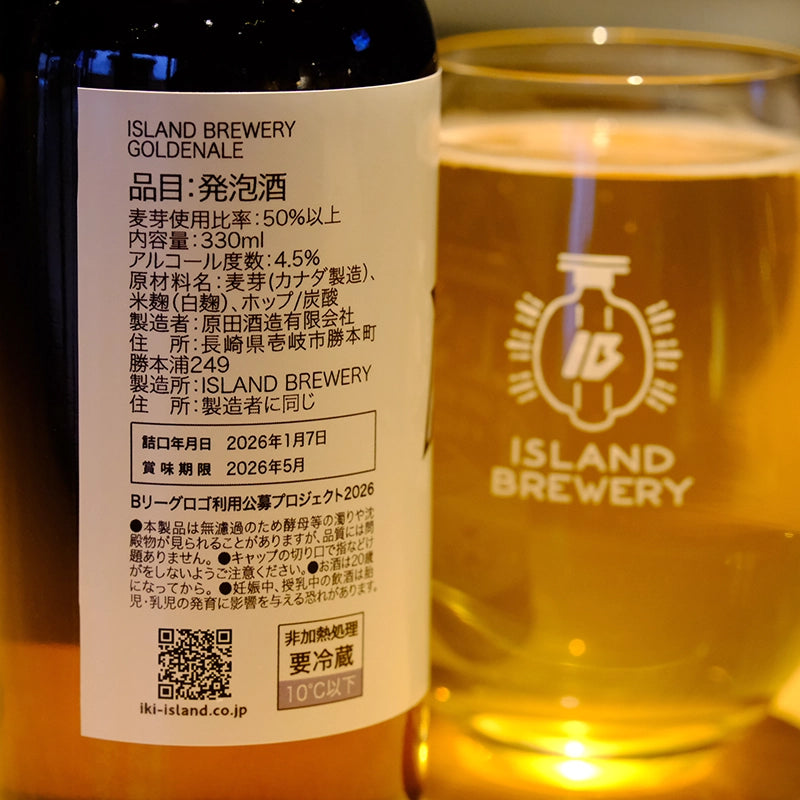 ISLAND BREWERY
GOLDENALE
品目：発泡酒
麦芽使用比率：50%以上
内容量：330ml
アルコール度数：4.5%
原材料名：麦芽（カナダ製造）、
米麹（白麹）、ホップ/炭酸
製造者：原田酒造有限会社
住　所：長崎県壱岐市勝本町
勝本浦249
製造所：ISLAND BREWERY
住　所：製造者に同じ
詰口年月日 2026年1月7日
賞味期限 2026年5月
Bリーグロゴ利用公募プロジェクト2026
●本製品は無濾過のため酵母等の濁りや沈
殿物が見られることがありますが、品質には問
題ありません。●キャップの切り口で指などけ
がをしないようご注意ください。●お酒は20歳
になってから。●妊娠中、授乳中の飲酒は胎
児・乳児の発育に影響を与える恐れがあります。
非加熱処理
要冷蔵
10℃以下
iki-island.co.jp
IB
ISLAND
BREWERY